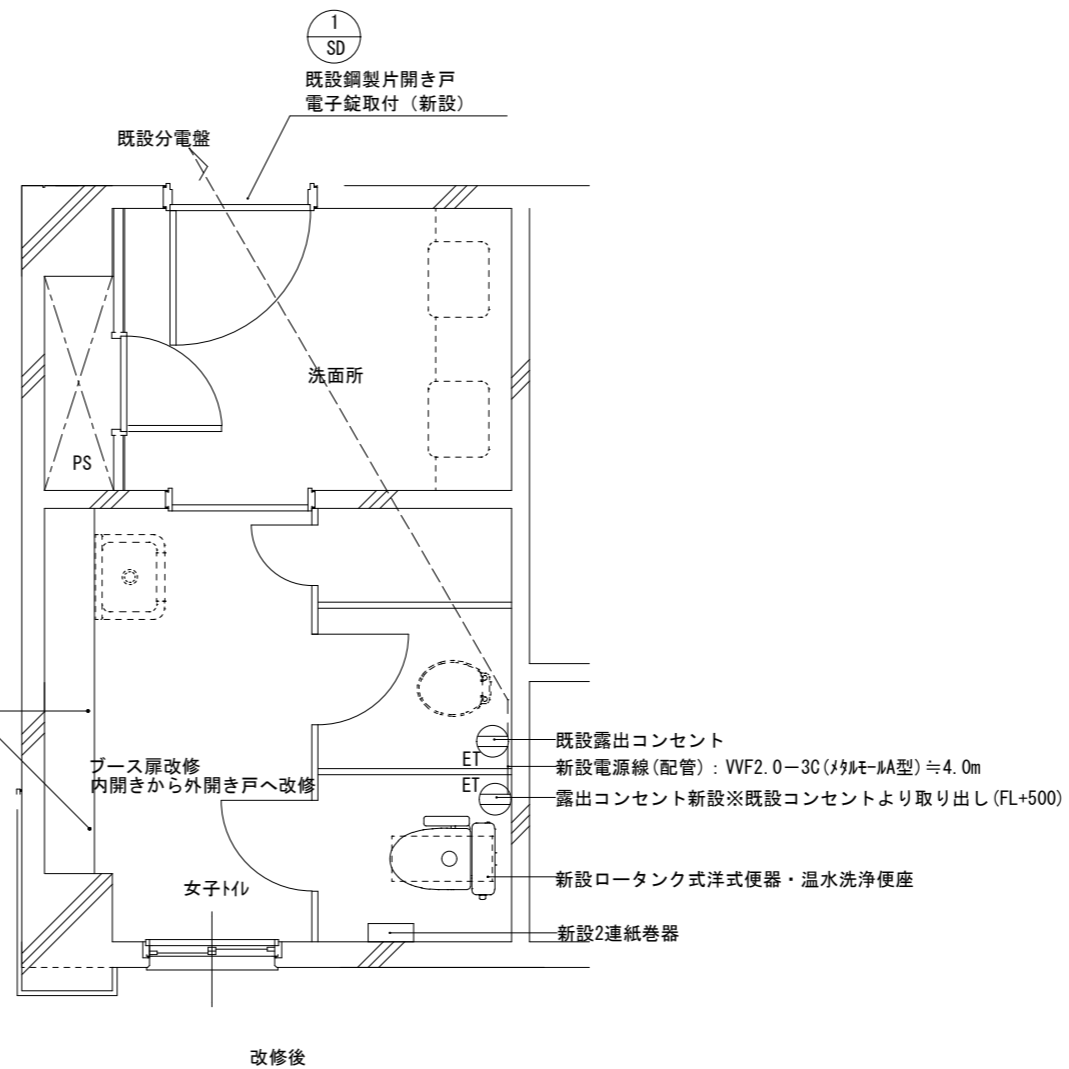 1
SD
既設鋼製片開き戸
電子錠取付（新設）
既設分電盤
洗面所
PS
既設露出コンセント
ET
新設電源線(配管)：VVF2.0－3C(ﾒﾀﾙﾓｰﾙA型)≒4.0m
ブース扉改修
内開きから外開き戸へ改修
ET
露出コンセント新設※既設コンセントより取り出し(FL+500)
女子ﾄｲﾚ
新設ロータンク式洋式便器・温水洗浄便座
新設2連紙巻器
改修後